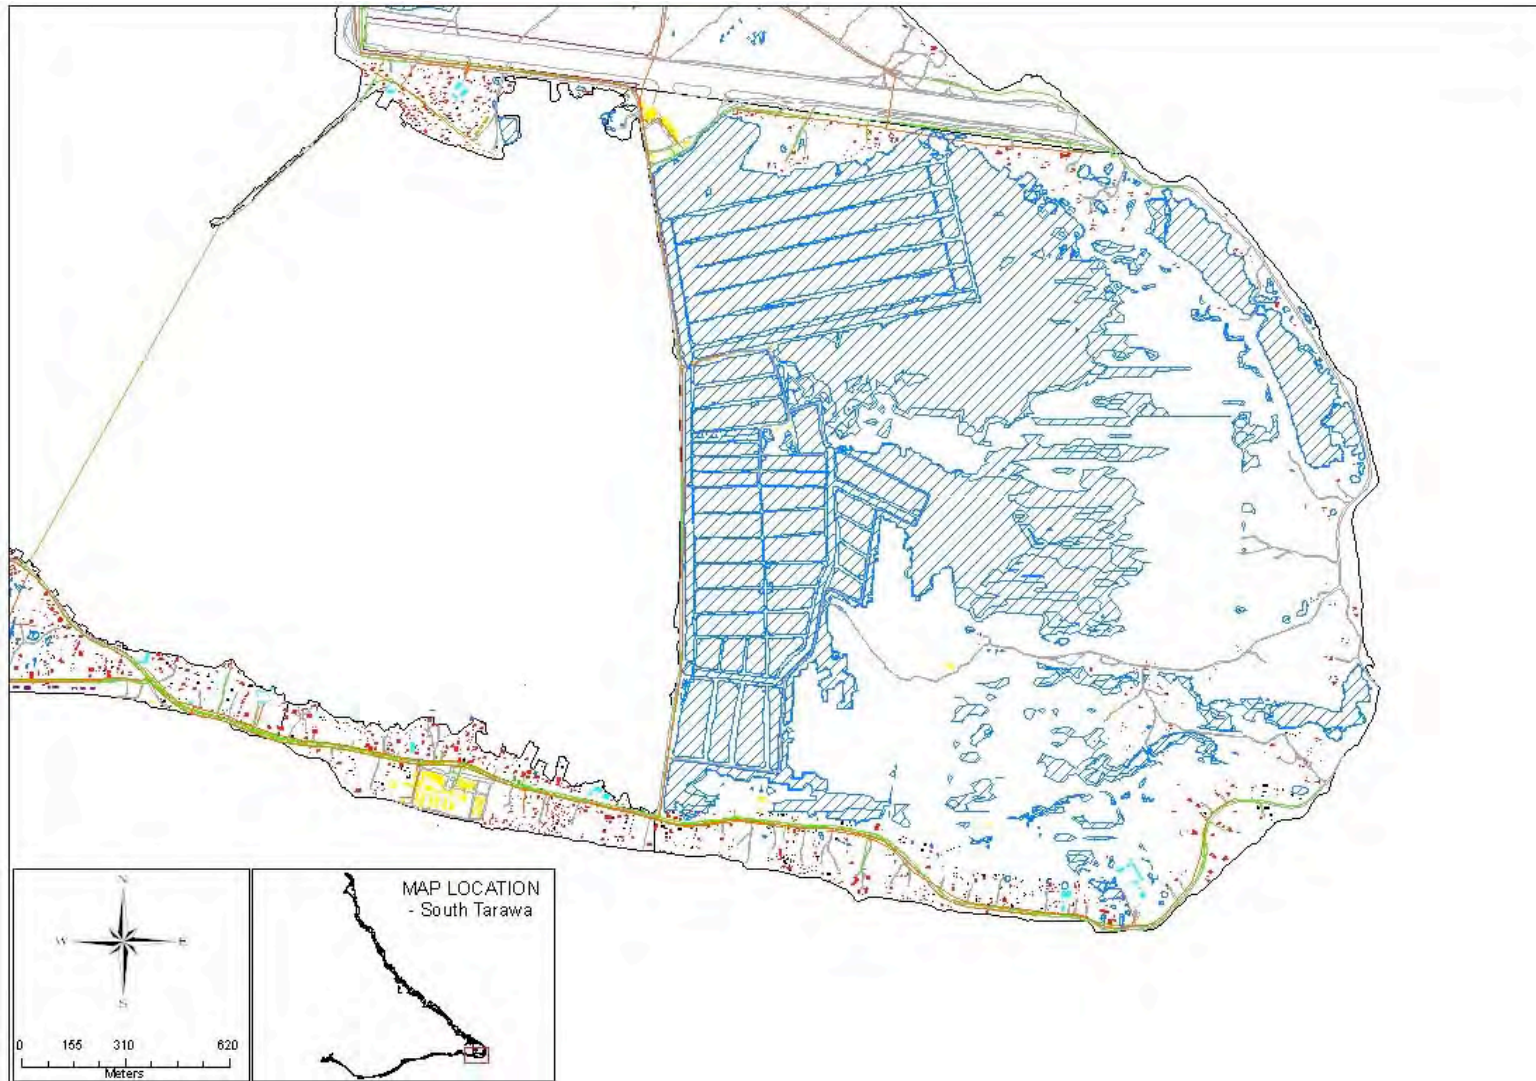 MAP LOCATION
- South Tarawa
N
W E
S
0 155 310 620
Meters